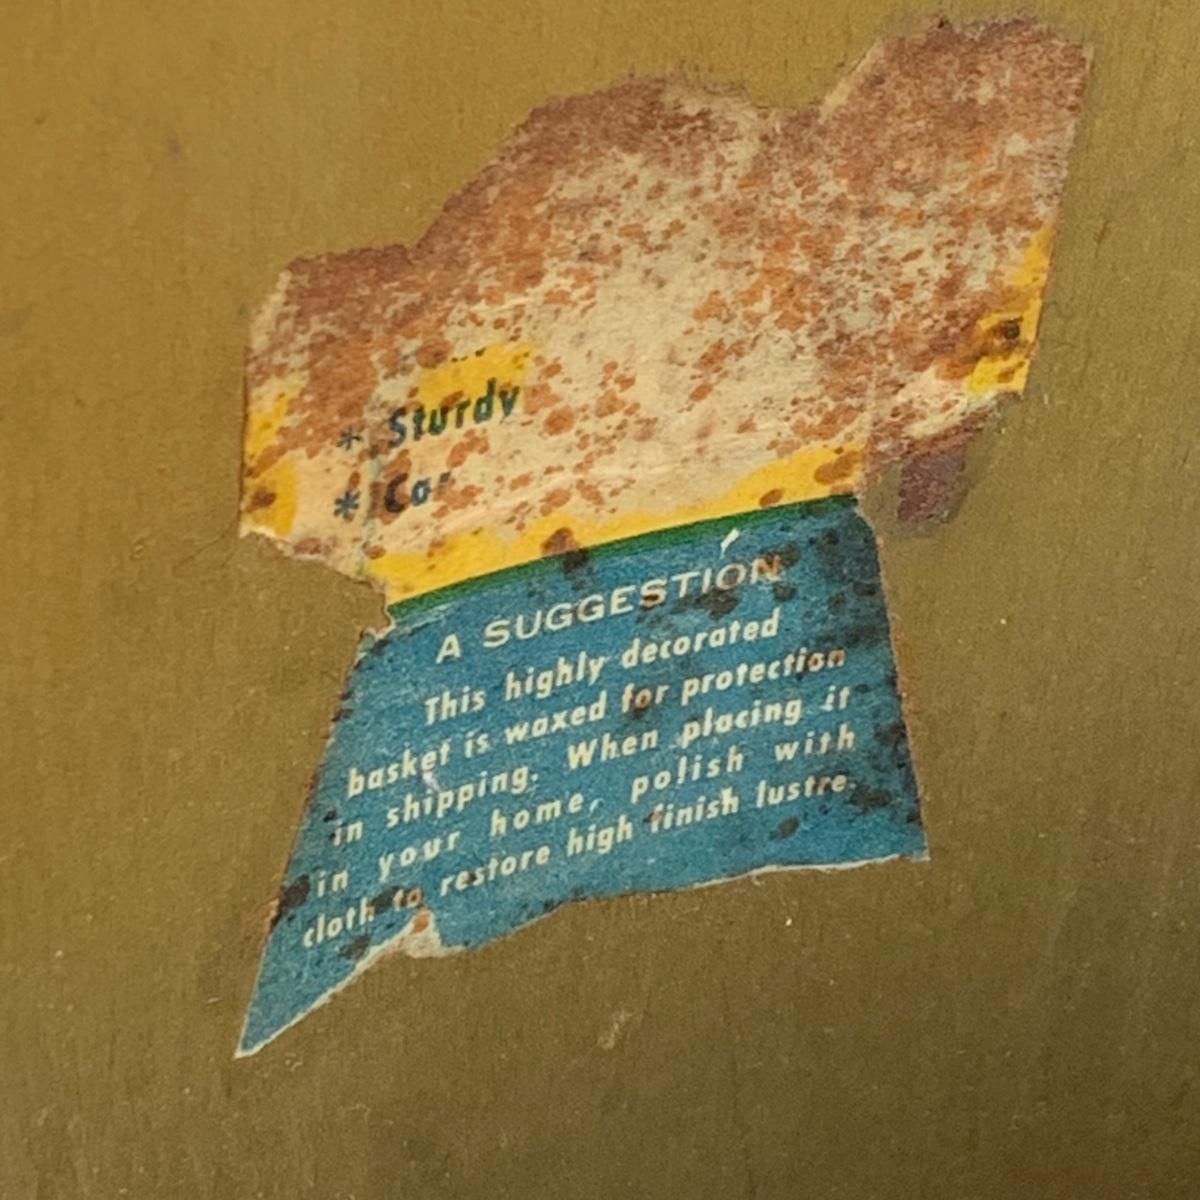 * Sturdy
*
A SUGGESTION
This highly decorated
basket is waxed for protection
in shipping. When placing it
in your home, polish with
cloth to restore high finish lustre.